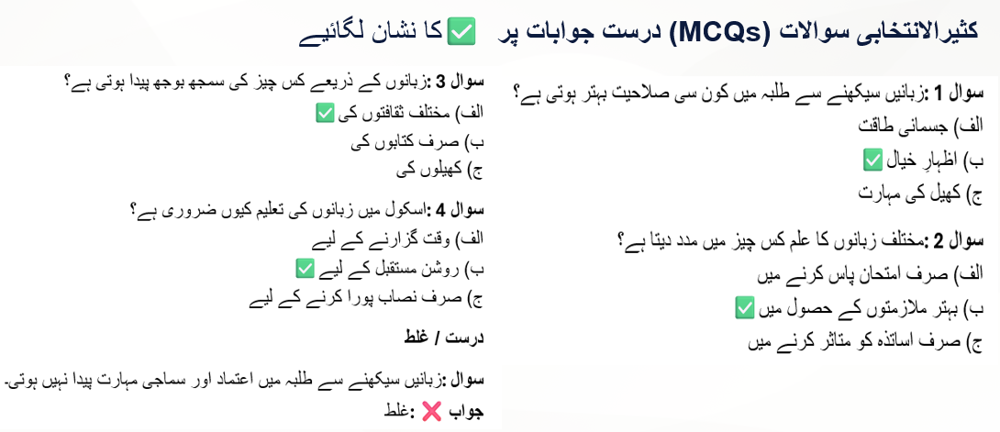 کثیرالانتخابی سوالات (MCQs) درست جوابات پر ✅ کا نشان لگائیے
سوال 1 :زبانیں سیکھنے سے طلبہ میں کون سی صلاحیت بہتر ہوتی ہے؟
الف) جسمانی طاقت
ب) اظہارِ خیال ✅
ج) کھیل کی مہارت
سوال 2 :مختلف زبانوں کا علم کس چیز میں مدد دیتا ہے؟
الف) صرف امتحان پاس کرنے میں
ب) بہتر ملازمتوں کے حصول میں ✅
ج) صرف اساتذہ کو متاثر کرنے میں
سوال 3 :زبانوں کے ذریعے کس چیز کی سمجھ بوجھ پیدا ہوتی ہے؟
الف) مختلف ثقافتوں کی ✅
ب) صرف کتابوں کی
ج) کھیلوں کی
سوال 4 :اسکول میں زبانوں کی تعلیم کیوں ضروری ہے؟
الف) وقت گزارنے کے لیے
ب) روشن مستقبل کے لیے ✅
ج) صرف نصاب پورا کرنے کے لیے
درست / غلط
سوال :زبانیں سیکھنے سے طلبہ میں اعتماد اور سماجی مہارت پیدا نہیں ہوتی۔
جواب ❌ :غلط